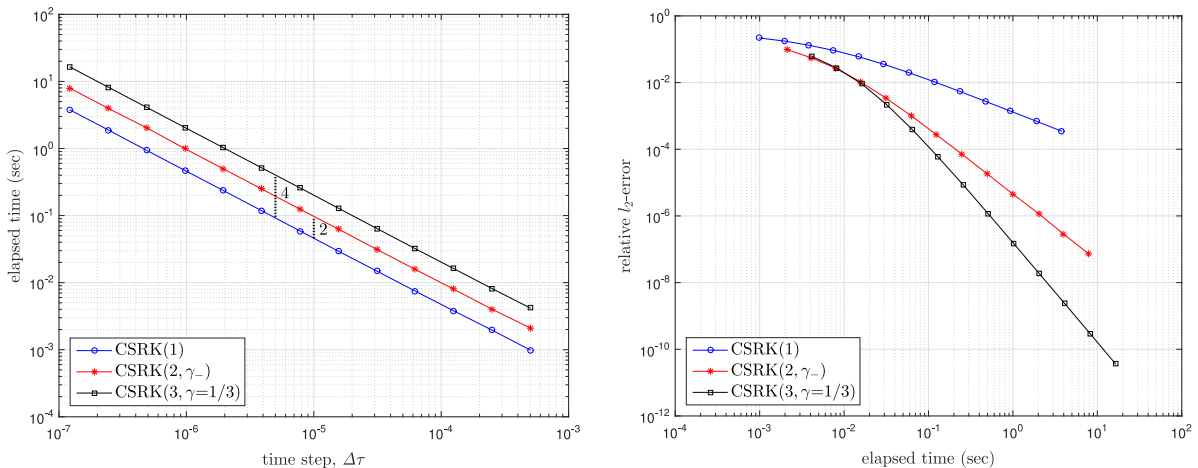 10^2
10^1
10^0
10^-1
10^-2
10^-3
10^-4
elapsed time (sec)
4
2
CSRK(1)
CSRK(2, γ_)
CSRK(3, γ=1/3)
10^-7
10^-6
10^-5
10^-4
10^-3
time step, Δτ
10^0
10^-2
10^-4
10^-6
10^-8
10^-10
10^-12
relative l_2-error
CSRK(1)
CSRK(2, γ_)
CSRK(3, γ=1/3)
10^-4
10^-3
10^-2
10^-1
10^0
10^1
10^2
elapsed time (sec)